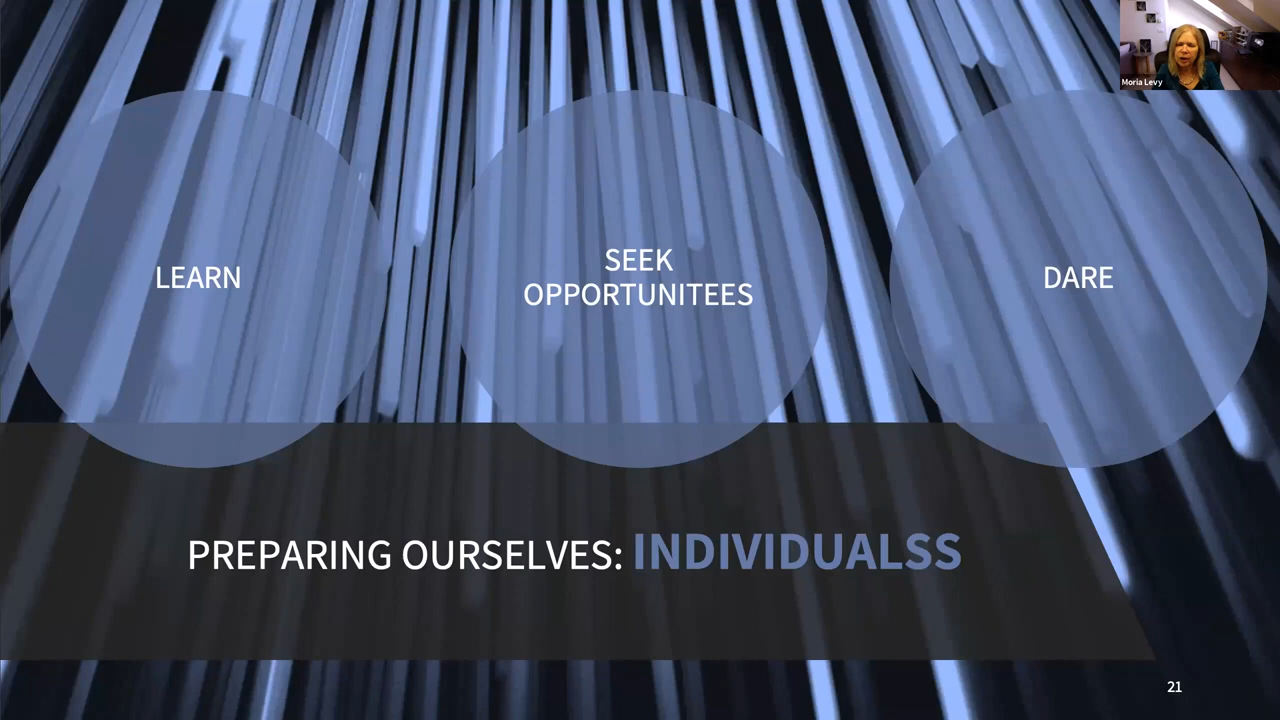 Moria Levy
LEARN
SEEK
OPPORTUNITEES
DARE
PREPARING OURSELVES: INDIVIDUALSS
21